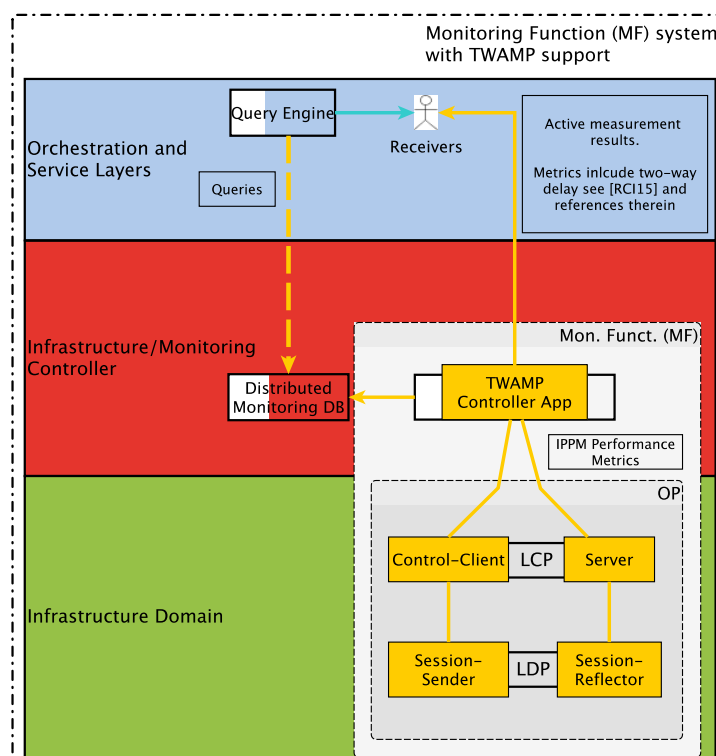 Monitoring Function (MF) system
with TWAMP support
Query Engine
Receivers
Active measurement
results.
Metrics inlcude two-way
delay see [RCI15] and
references therein
Orchestration and
Service Layers
Queries
Mon. Funct. (MF)
Infrastructure/Monitoring
Controller
Distributed
Monitoring DB
TWAMP
Controller App
IPPM Performance
Metrics
OP
Control-Client
LCP
Server
Infrastructure Domain
Session-
Sender
LDP
Session-
Reflector